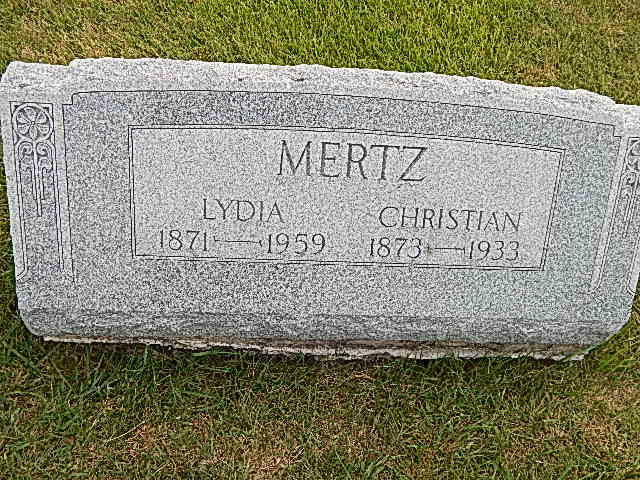 MERTZ
LYDIA CHRISTIAN
1871 — 1959 1873 — 1933